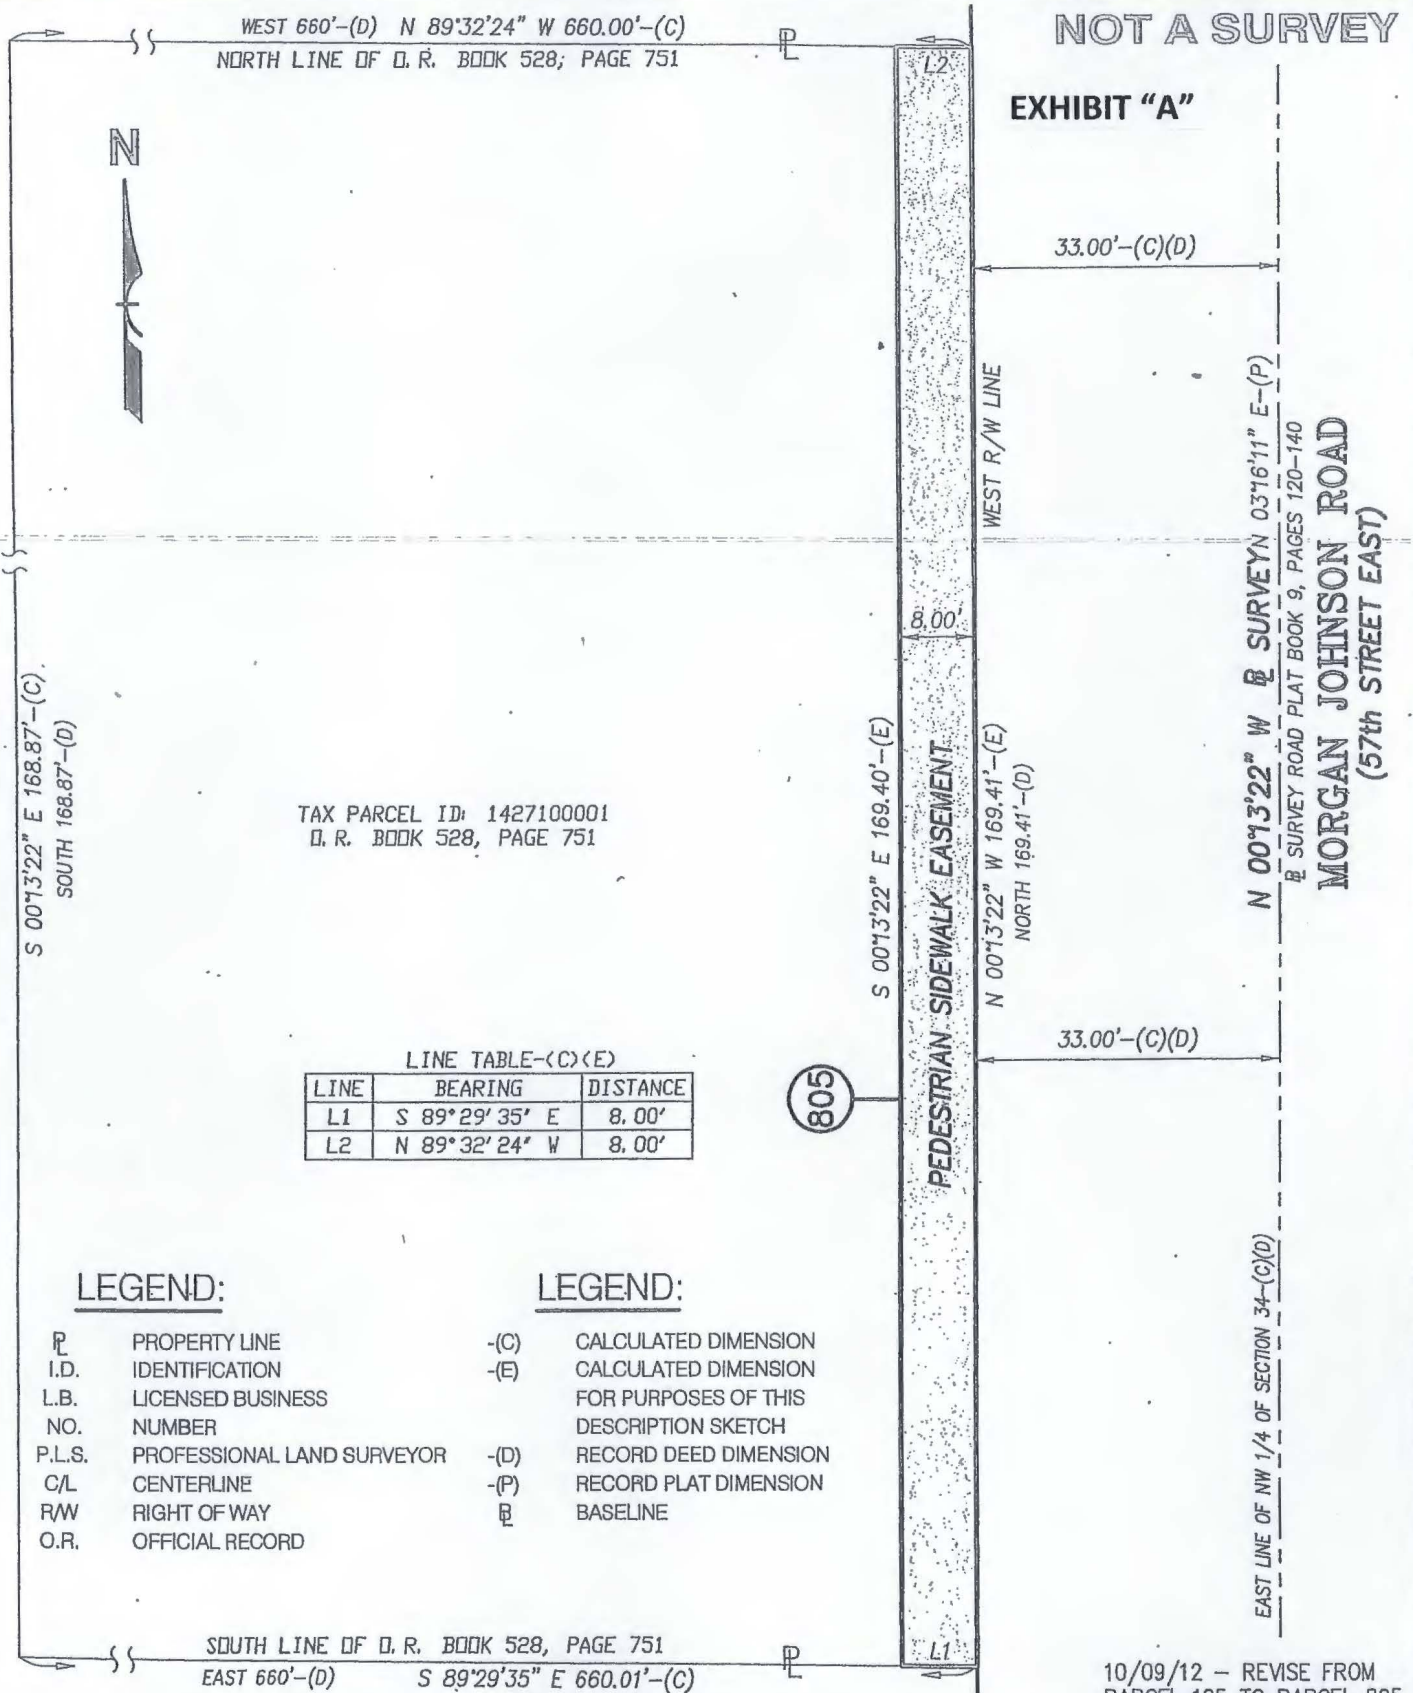 WEST 660'-(D) N 89°32'24" W 660.00'-(C)
NORTH LINE OF O. R. BOOK 528; PAGE 751
PL
L2
NOT A SURVEY
EXHIBIT "A"
N
33.00'-(C)(D)
WEST R/W LINE
8.00'
S 00°13'22" E 168.87'-(C)
SOUTH 168.87'-(D)
TAX PARCEL ID: 1427100001
O. R. BOOK 528, PAGE 751
S 00°13'22" E 169.40'-(E)
PEDESTRIAN SIDEWALK EASEMENT
N 00°13'22" W 169.41'-(E)
NORTH 169.41'-(D)
N 00°13'22" W BL SURVEY
N 03°16'11" E-(P)
BL SURVEY ROAD PLAT BOOK 9, PAGES 120-140
MORGAN JOHNSON ROAD
(57th STREET EAST)
33.00'-(C)(D)
805
LINE TABLE-(C)(E)
LINE BEARING DISTANCE
L1 S 89°29'35" E 8.00'
L2 N 89°32'24" W 8.00'
EAST LINE OF NW 1/4 OF SECTION 34-(C)(D)
LEGEND:
PL PROPERTY LINE
I.D. IDENTIFICATION
L.B. LICENSED BUSINESS
NO. NUMBER
P.L.S. PROFESSIONAL LAND SURVEYOR
C/L CENTERLINE
R/W RIGHT OF WAY
O.R. OFFICIAL RECORD
LEGEND:
-(C) CALCULATED DIMENSION
-(E) CALCULATED DIMENSION
FOR PURPOSES OF THIS
DESCRIPTION SKETCH
-(D) RECORD DEED DIMENSION
-(P) RECORD PLAT DIMENSION
BL BASELINE
SOUTH LINE OF O. R. BOOK 528, PAGE 751
EAST 660'-(D) S 89°29'35" E 660.01'-(C)
PL
L1
10/09/12 – REVISE FROM